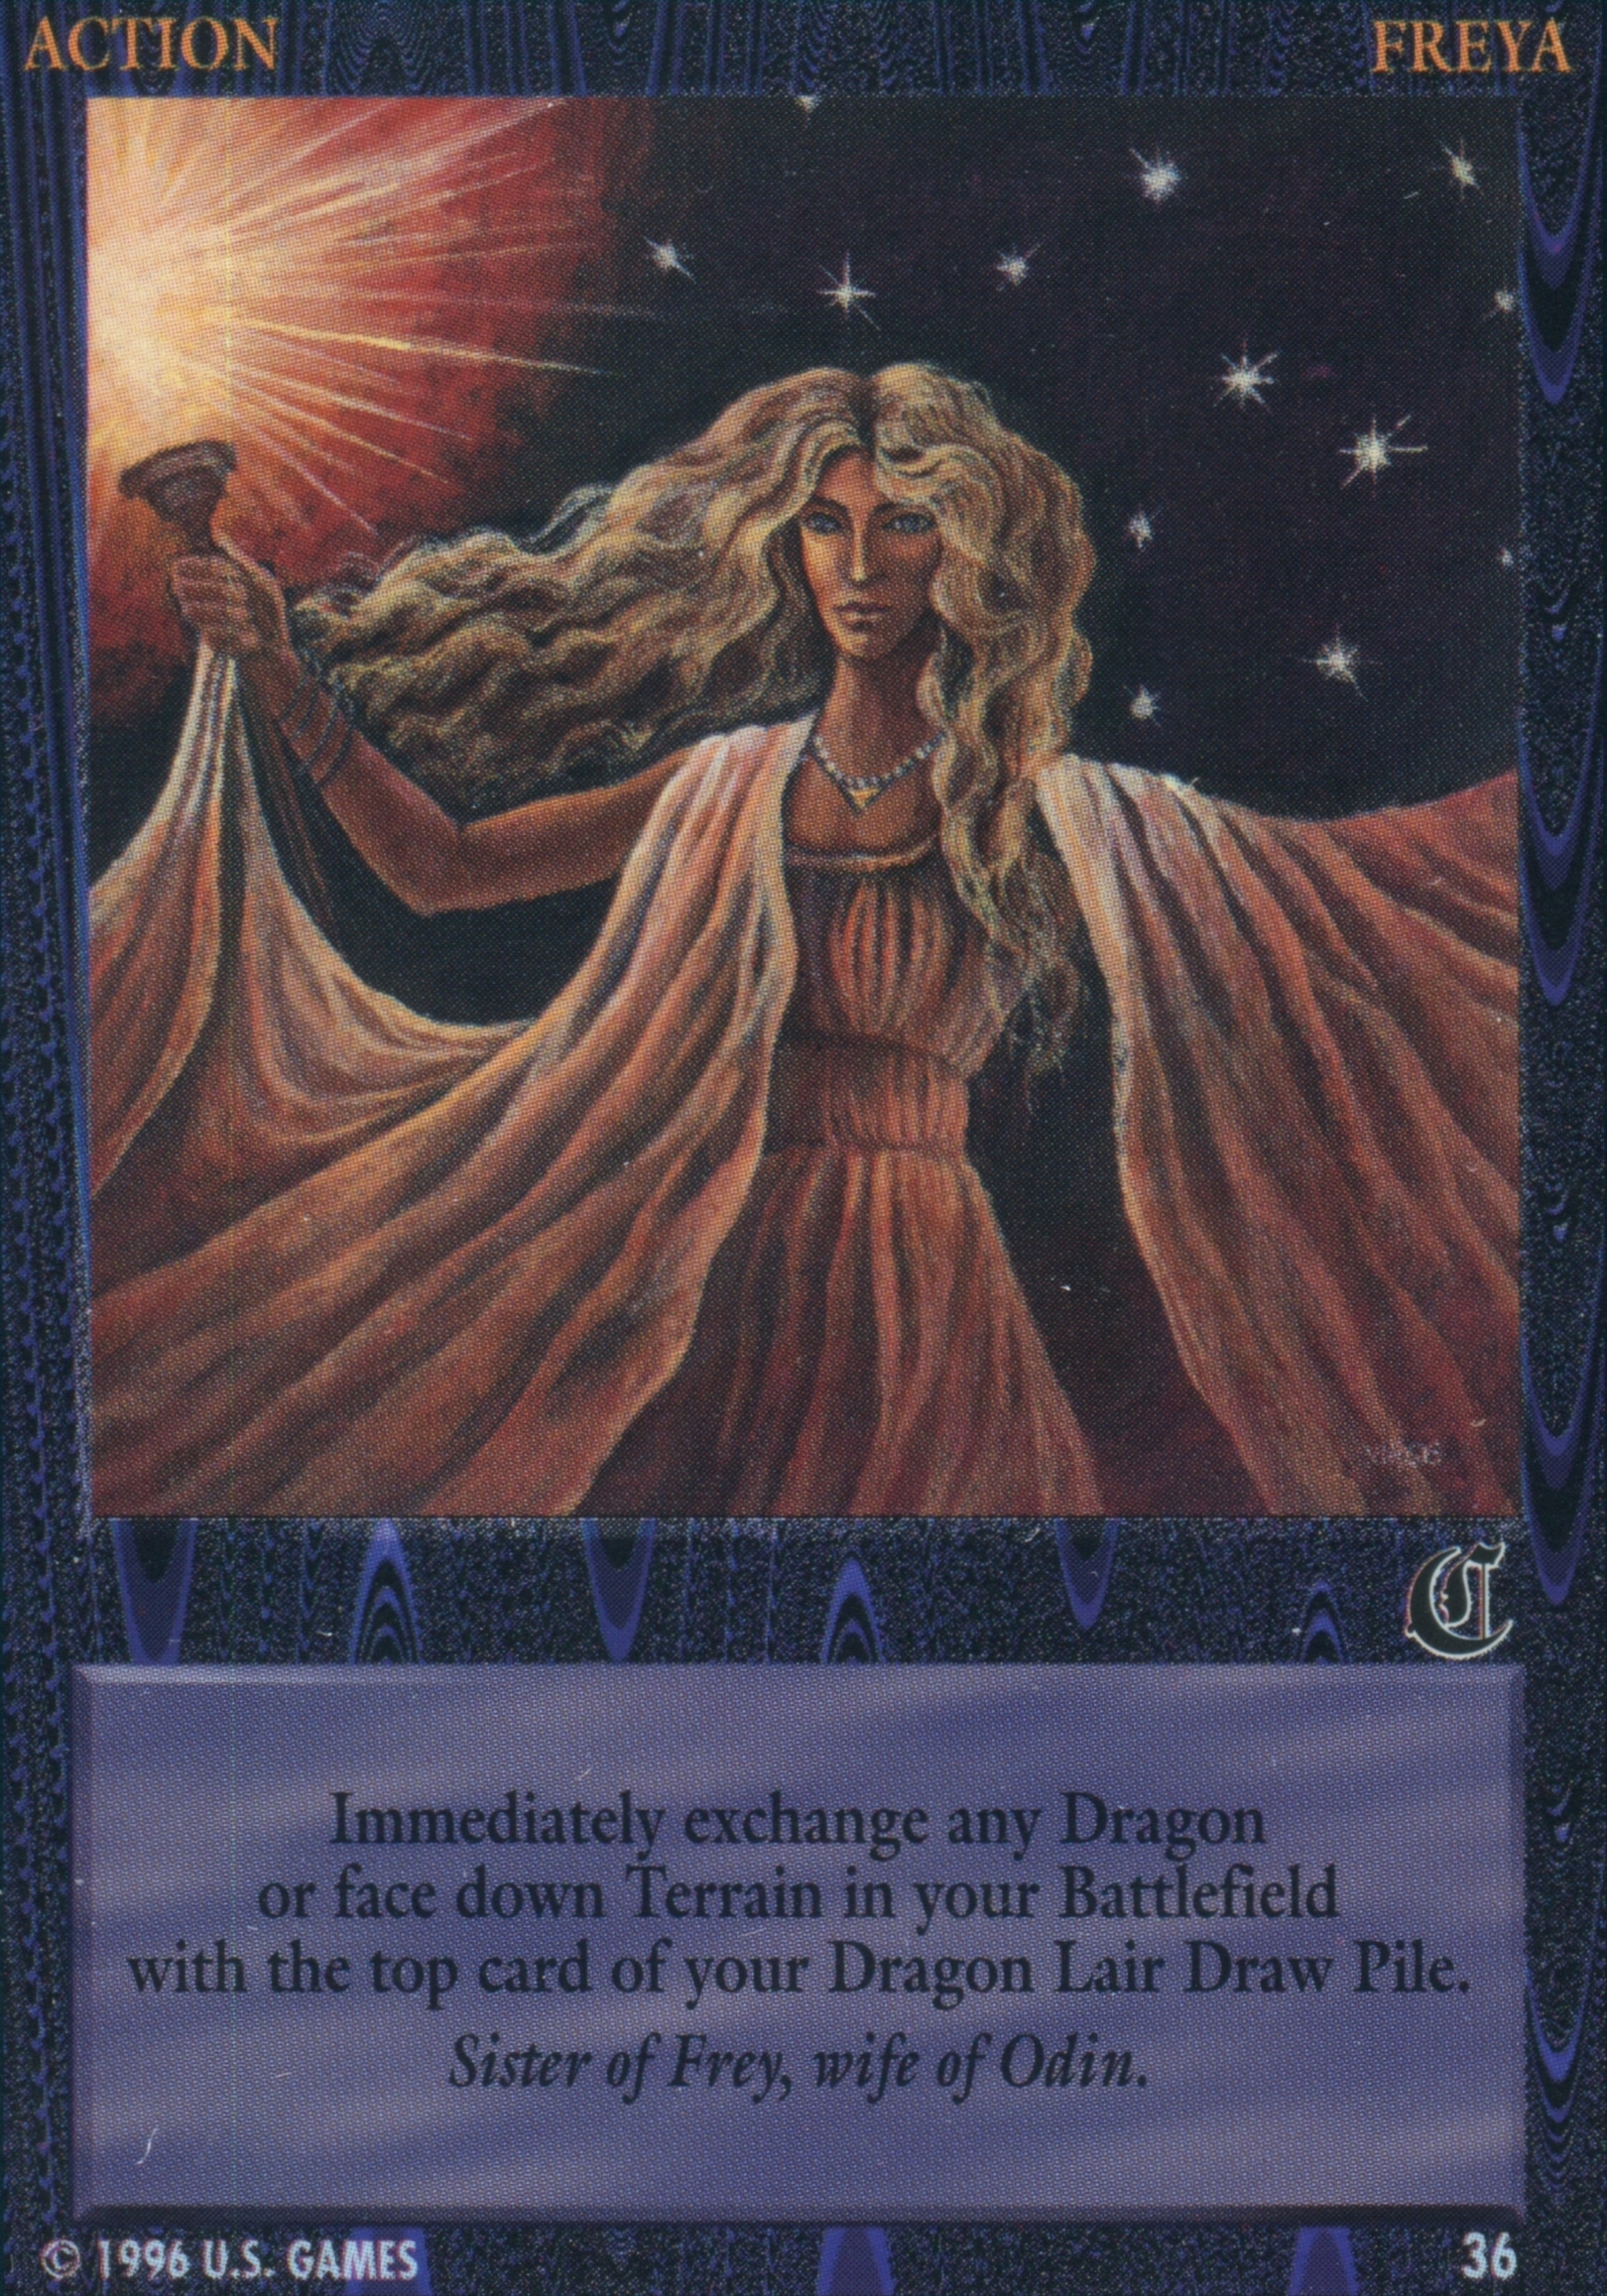 ACTION
FREYA
C
Immediately exchange any Dragon
or face down Terrain in your Battlefield
with the top card of your Dragon Lair Draw Pile.
Sister of Frey, wife of Odin.
© 1996 U.S. GAMES
36